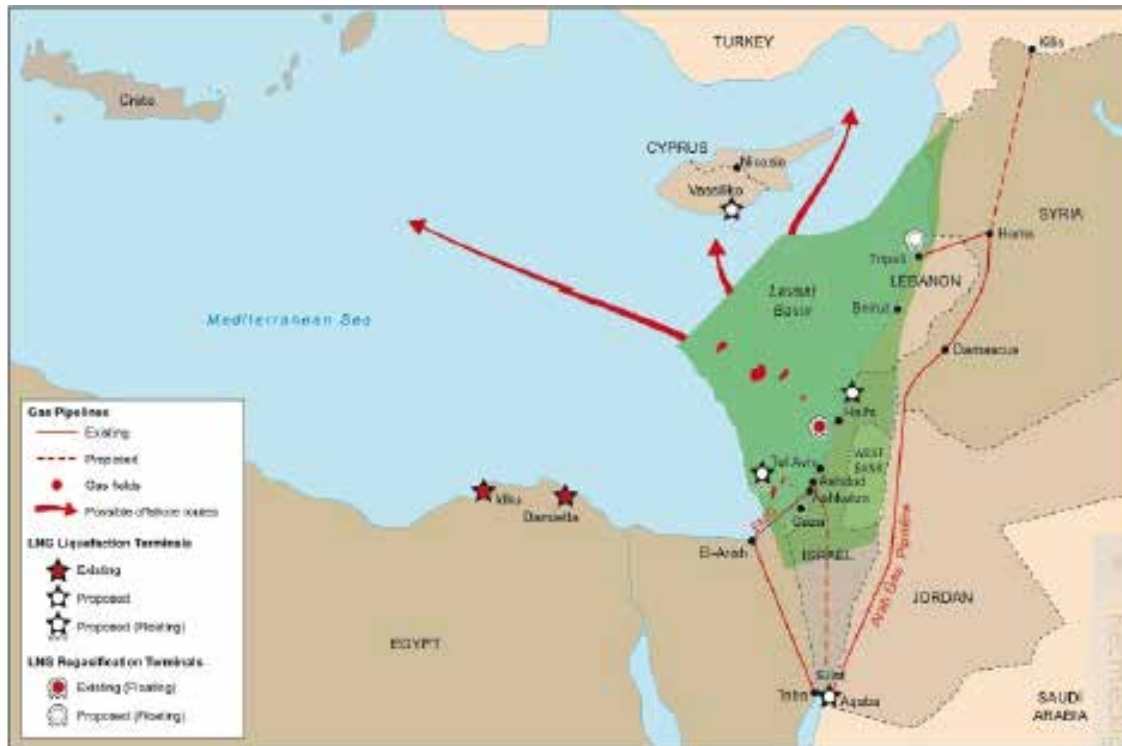 TURKEY
Kilis
Crete
CYPRUS
Nicosia
Vassiliko
SYRIA
Homs
Tripoli
LEBANON
Levant
Basin
Beirut
Mediterranean Sea
Damascus
Haifa
WEST
BANK
Tel Aviv
Ashdod
Ashkelon
Gaza
Idku
Damietta
El-Arish
ISRAEL
Arab Gas Pipeline
JORDAN
EGYPT
Eilat
Taba
Aqaba
SAUDI
ARABIA
Gas Pipelines
Existing
Proposed
Gas fields
Possible offshore routes
LNG Liquefaction Terminals
Existing
Proposed
Proposed (Floating)
LNG Regasification Terminals
Existing (Floating)
Proposed (Floating)